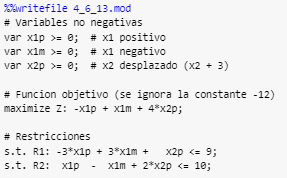 %%writefile 4_6_13.mod
# Variables no negativas
var x1p >= 0;  # x1 positivo
var x1m >= 0;  # x1 negativo
var x2p >= 0;  # x2 desplazado (x2 + 3)
# Funcion objetivo (se ignora la constante -12)
maximize Z: -x1p + x1m + 4*x2p;
# Restricciones
s.t. R1: -3*x1p + 3*x1m +   x2p <= 9;
s.t. R2:  x1p  -  x1m + 2*x2p <= 10;